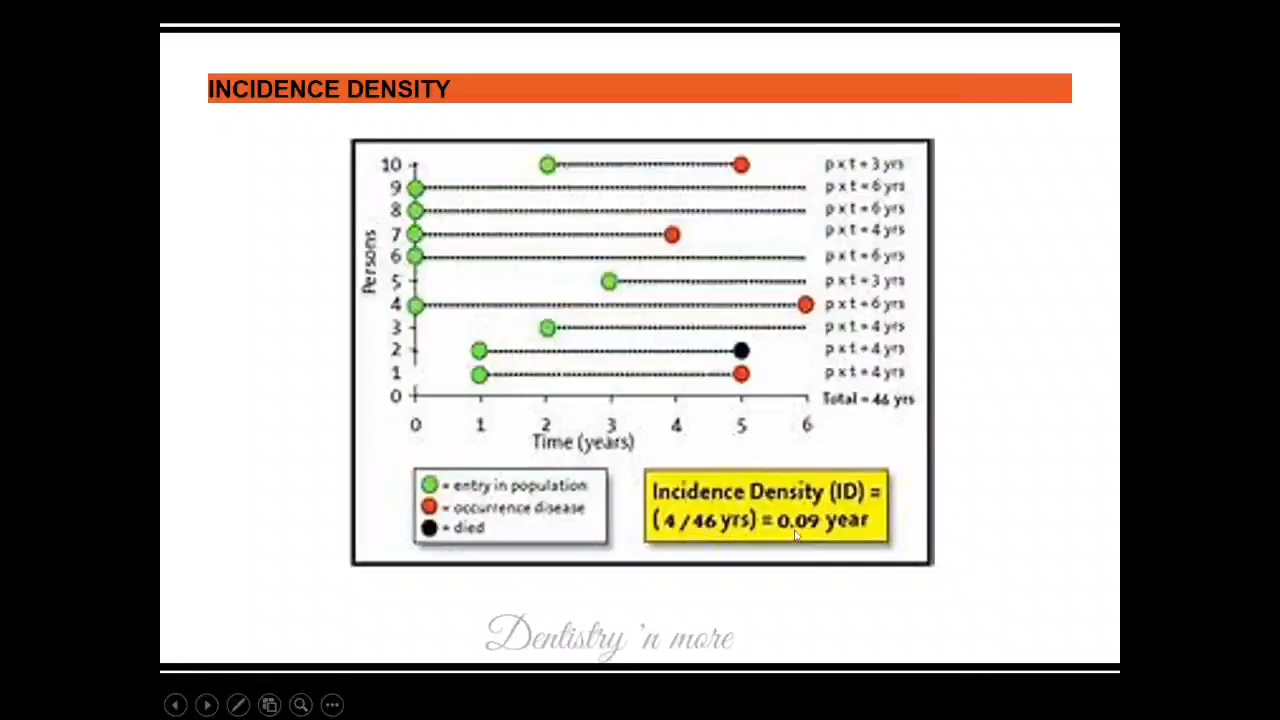 INCIDENCE DENSITY
10 p x t = 3 yrs
9 p x t = 6 yrs
8 p x t = 6 yrs
7 p x t = 4 yrs
6 p x t = 6 yrs
5 p x t = 3 yrs
4 p x t = 6 yrs
3 p x t = 4 yrs
2 p x t = 4 yrs
1 p x t = 4 yrs
0 Total = 46 yrs
Persons
0 1 2 3 4 5 6
Time (years)
= entry in population
= occurrence disease
= died
Incidence Density (ID) =
( 4 / 46 yrs) = 0.09 year
Dentistry 'n more